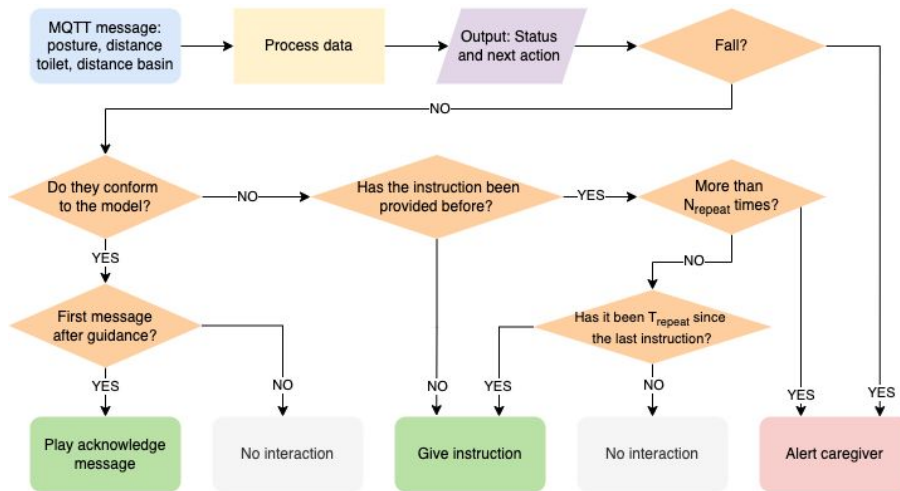 MQTT message:
posture, distance
toilet, distance basin
Process data
Output: Status
and next action
Fall?
NO
Do they conform
to the model?
NO
Has the instruction been
provided before?
YES
More than
N_repeat times?
YES
NO
First message
after guidance?
Has it been T_repeat since
the last instruction?
YES
NO
NO
YES
NO
YES
YES
Play acknowledge
message
No interaction
Give instruction
No interaction
Alert caregiver